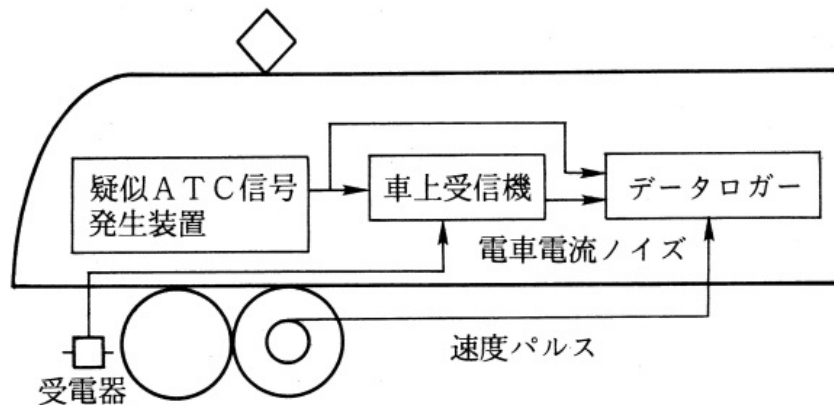 疑似ATC信号
発生装置
車上受信機
データロガー
電車電流ノイズ
速度パルス
受電器